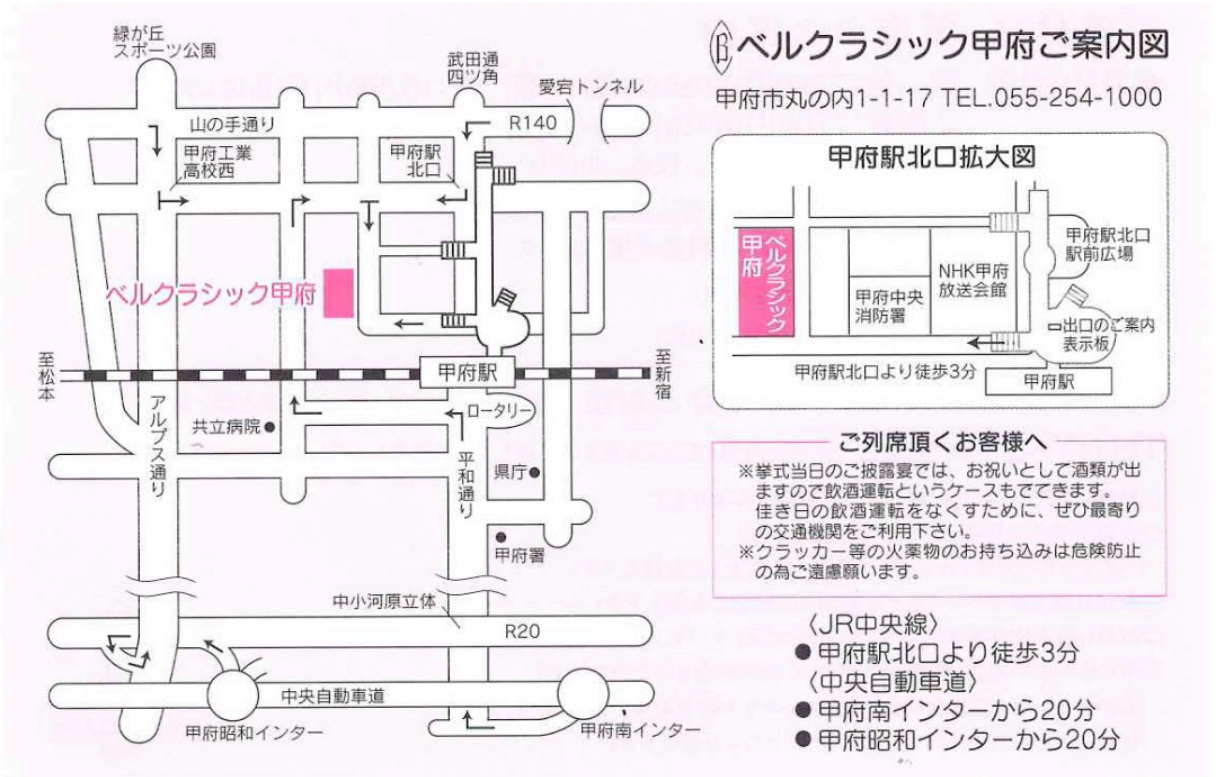 緑が丘
スポーツ公園
武田通
四ツ角
愛宕トンネル
山の手通り
R140
甲府工業
高校西
甲府駅
北口
ベルクラシック甲府
至松本
甲府駅
至新宿
ロータリー
アルプス通り
共立病院
平和通り
県庁
甲府署
中小河原立体
R20
中央自動車道
甲府昭和インター
甲府南インター
B ベルクラシック甲府ご案内図
甲府市丸の内1-1-17 TEL.055-254-1000
甲府駅北口拡大図
ベルクラシック
甲府
甲府中央
消防署
NHK甲府
放送会館
甲府駅北口
駅前広場
出口のご案内
表示板
甲府駅北口より徒歩3分
甲府駅
ご列席頂くお客様へ
※挙式当日のご披露宴では、お祝いとして酒類が出
ますので飲酒運転というケースもでてきます。
佳き日の飲酒運転をなくすために、ぜひ最寄り
の交通機関をご利用下さい。
※クラッカー等の火薬物のお持ち込みは危険防止
の為ご遠慮願います。
〈JR中央線〉
●甲府駅北口より徒歩3分
〈中央自動車道〉
●甲府南インターから20分
●甲府昭和インターから20分